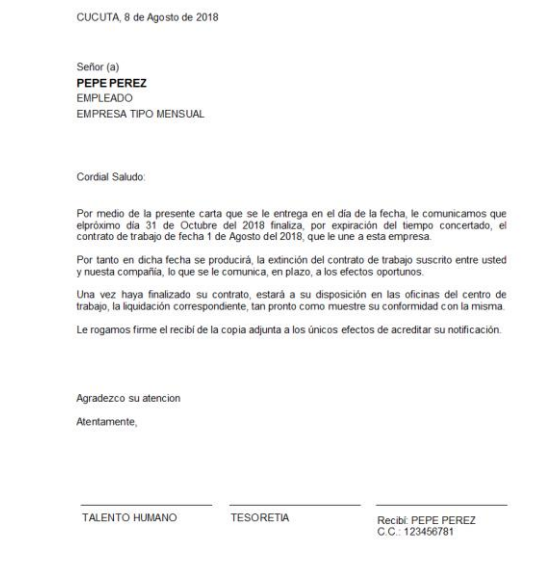 CUCUTA, 8 de Agosto de 2018
Señor (a)
PEPE PEREZ
EMPLEADO
EMPRESA TIPO MENSUAL
Cordial Saludo:
Por medio de la presente carta que se le entrega en el día de la fecha, le comunicamos que
elpróximo día 31 de Octubre del 2018 finaliza, por expiración del tiempo concertado, el
contrato de trabajo de fecha 1 de Agosto del 2018, que le une a esta empresa.
Por tanto en dicha fecha se producirá, la extinción del contrato de trabajo suscrito entre usted
y nuesta compañía, lo que se le comunica, en plazo, a los efectos oportunos.
Una vez haya finalizado su contrato, estará a su disposición en las oficinas del centro de
trabajo, la liquidación correspondiente, tan pronto como muestre su conformidad con la misma.
Le rogamos firme el recibí de la copia adjunta a los únicos efectos de acreditar su notificación.
Agradezco su atencion
Atentamente,
TALENTO HUMANO TESORETIA Recibí: PEPE PEREZ
C.C.: 123456781